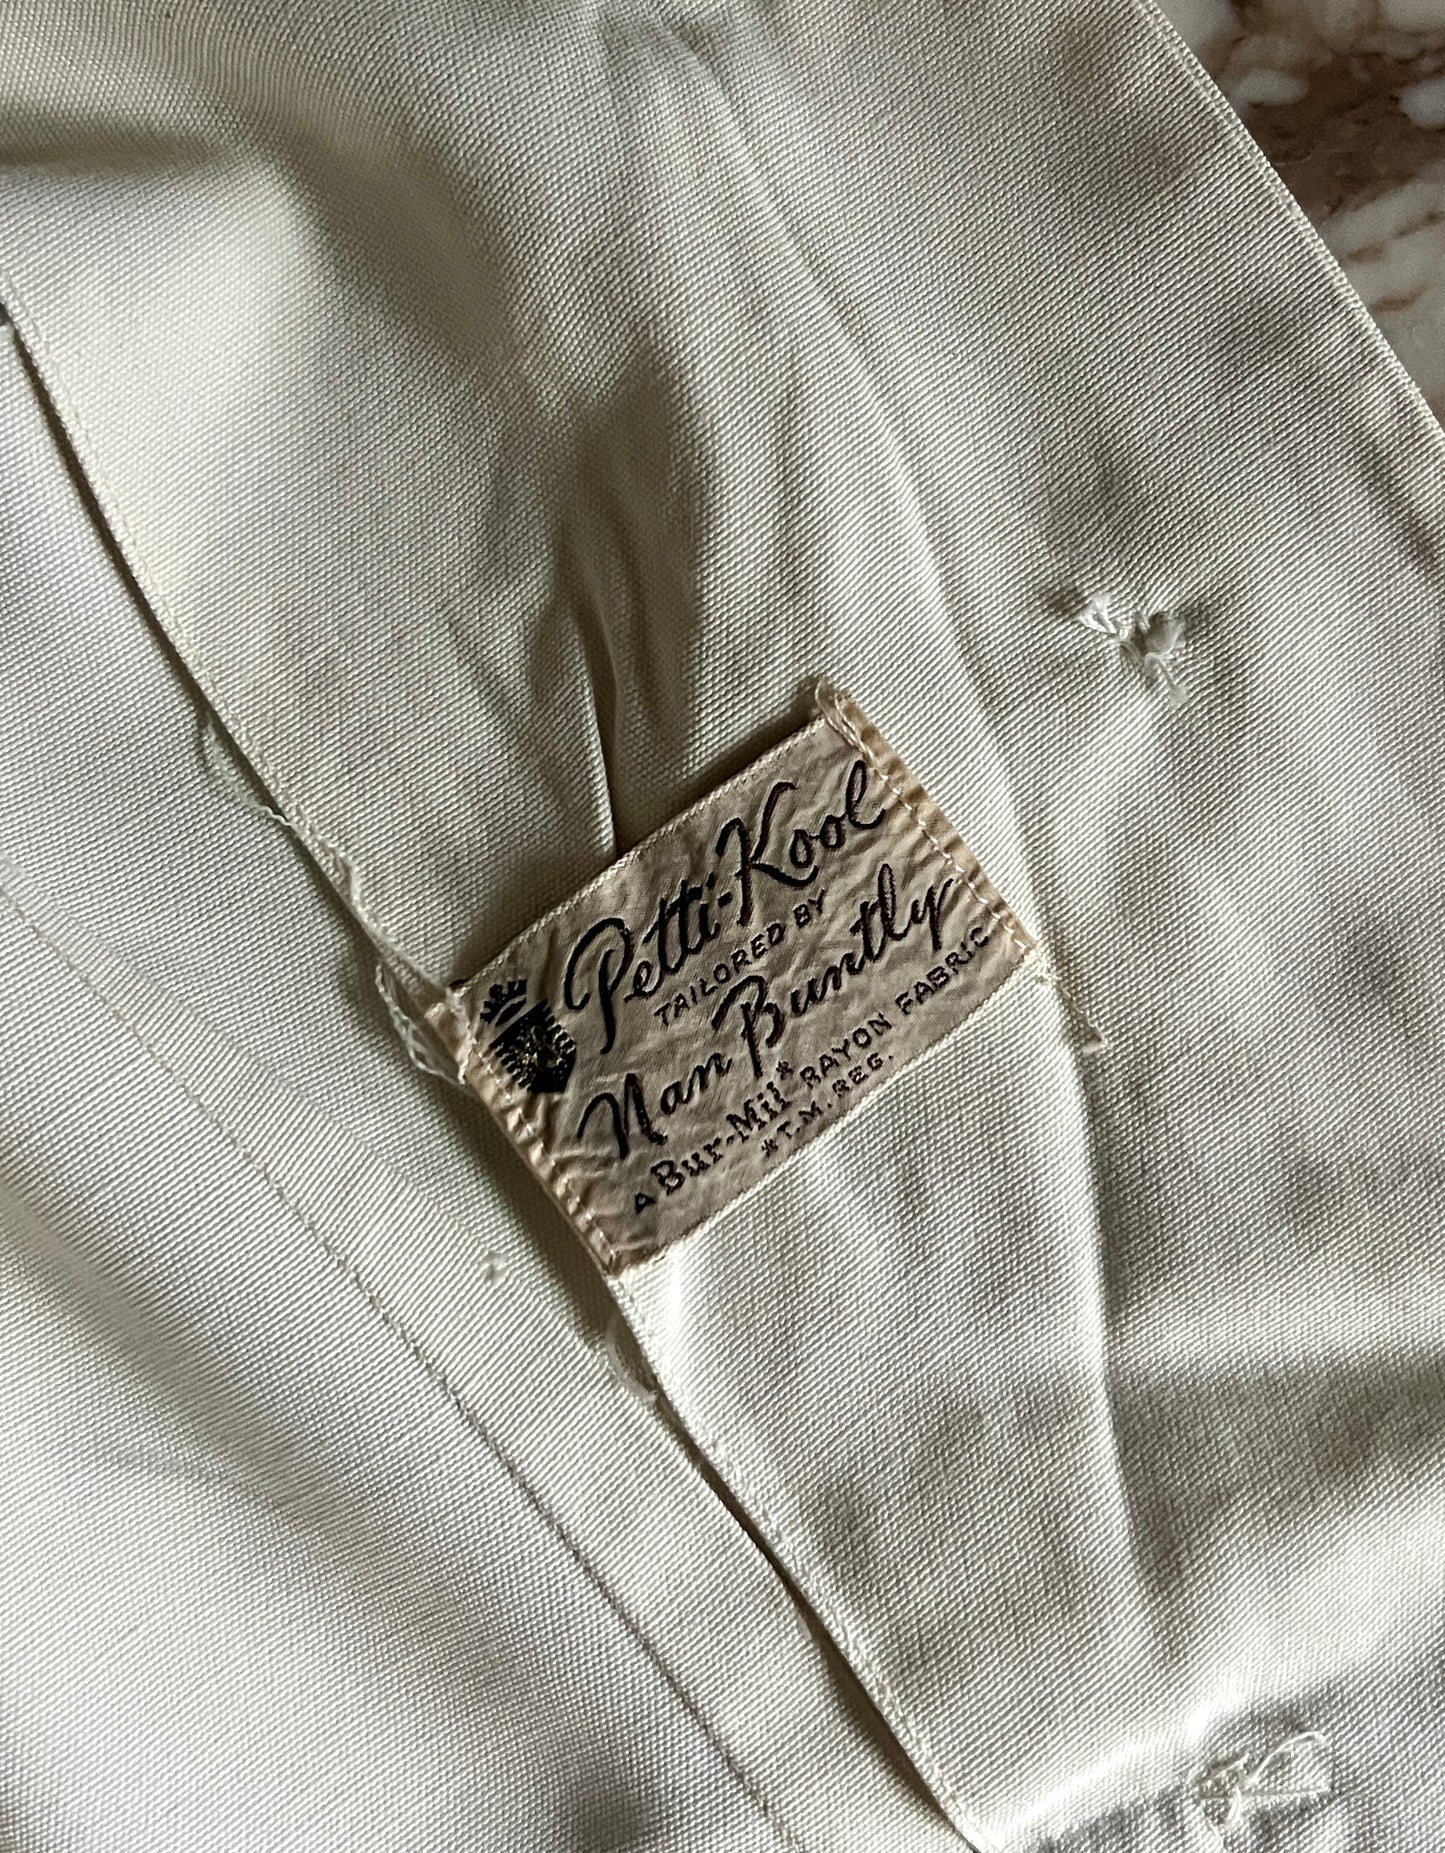 Petti-Kool
TAILORED BY
Nan Buntly
A Bur-Mil* RAYON FABRIC
*T.M. REG.